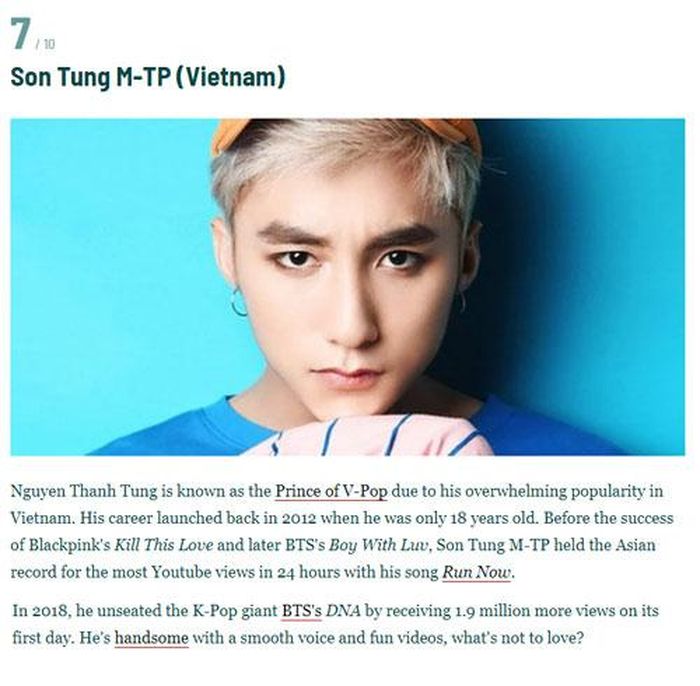 7 / 10
Son Tung M-TP (Vietnam)
Nguyen Thanh Tung is known as the Prince of V-Pop due to his overwhelming popularity in
Vietnam. His career launched back in 2012 when he was only 18 years old. Before the success
of Blackpink's Kill This Love and later BTS's Boy With Luv, Son Tung M-TP held the Asian
record for the most Youtube views in 24 hours with his song Run Now.
In 2018, he unseated the K-Pop giant BTS's DNA by receiving 1.9 million more views on its
first day. He's handsome with a smooth voice and fun videos, what's not to love?